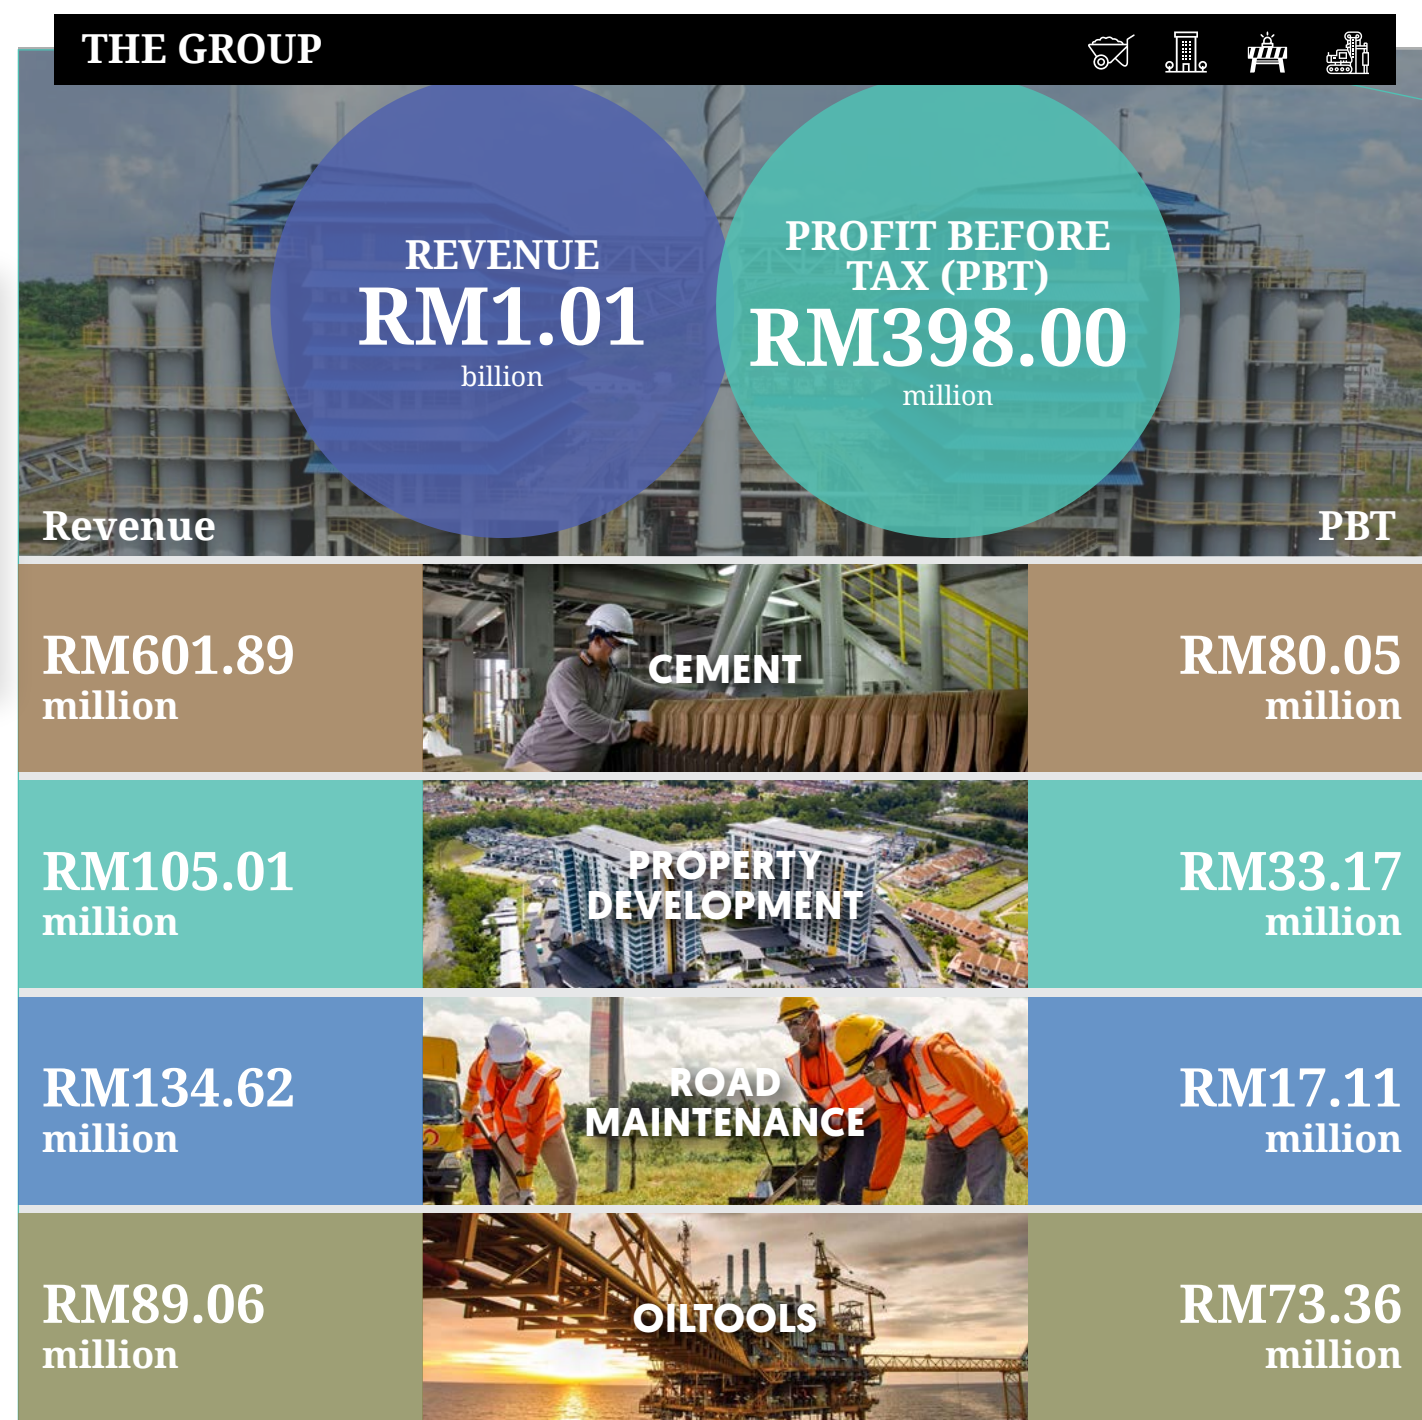 THE GROUP
REVENUE
RM1.01
billion
PROFIT BEFORE
TAX (PBT)
RM398.00
million
Revenue
PBT
RM601.89
million
CEMENT
RM80.05
million
RM105.01
million
PROPERTY
DEVELOPMENT
RM33.17
million
RM134.62
million
ROAD
MAINTENANCE
RM17.11
million
RM89.06
million
OILTOOLS
RM73.36
million